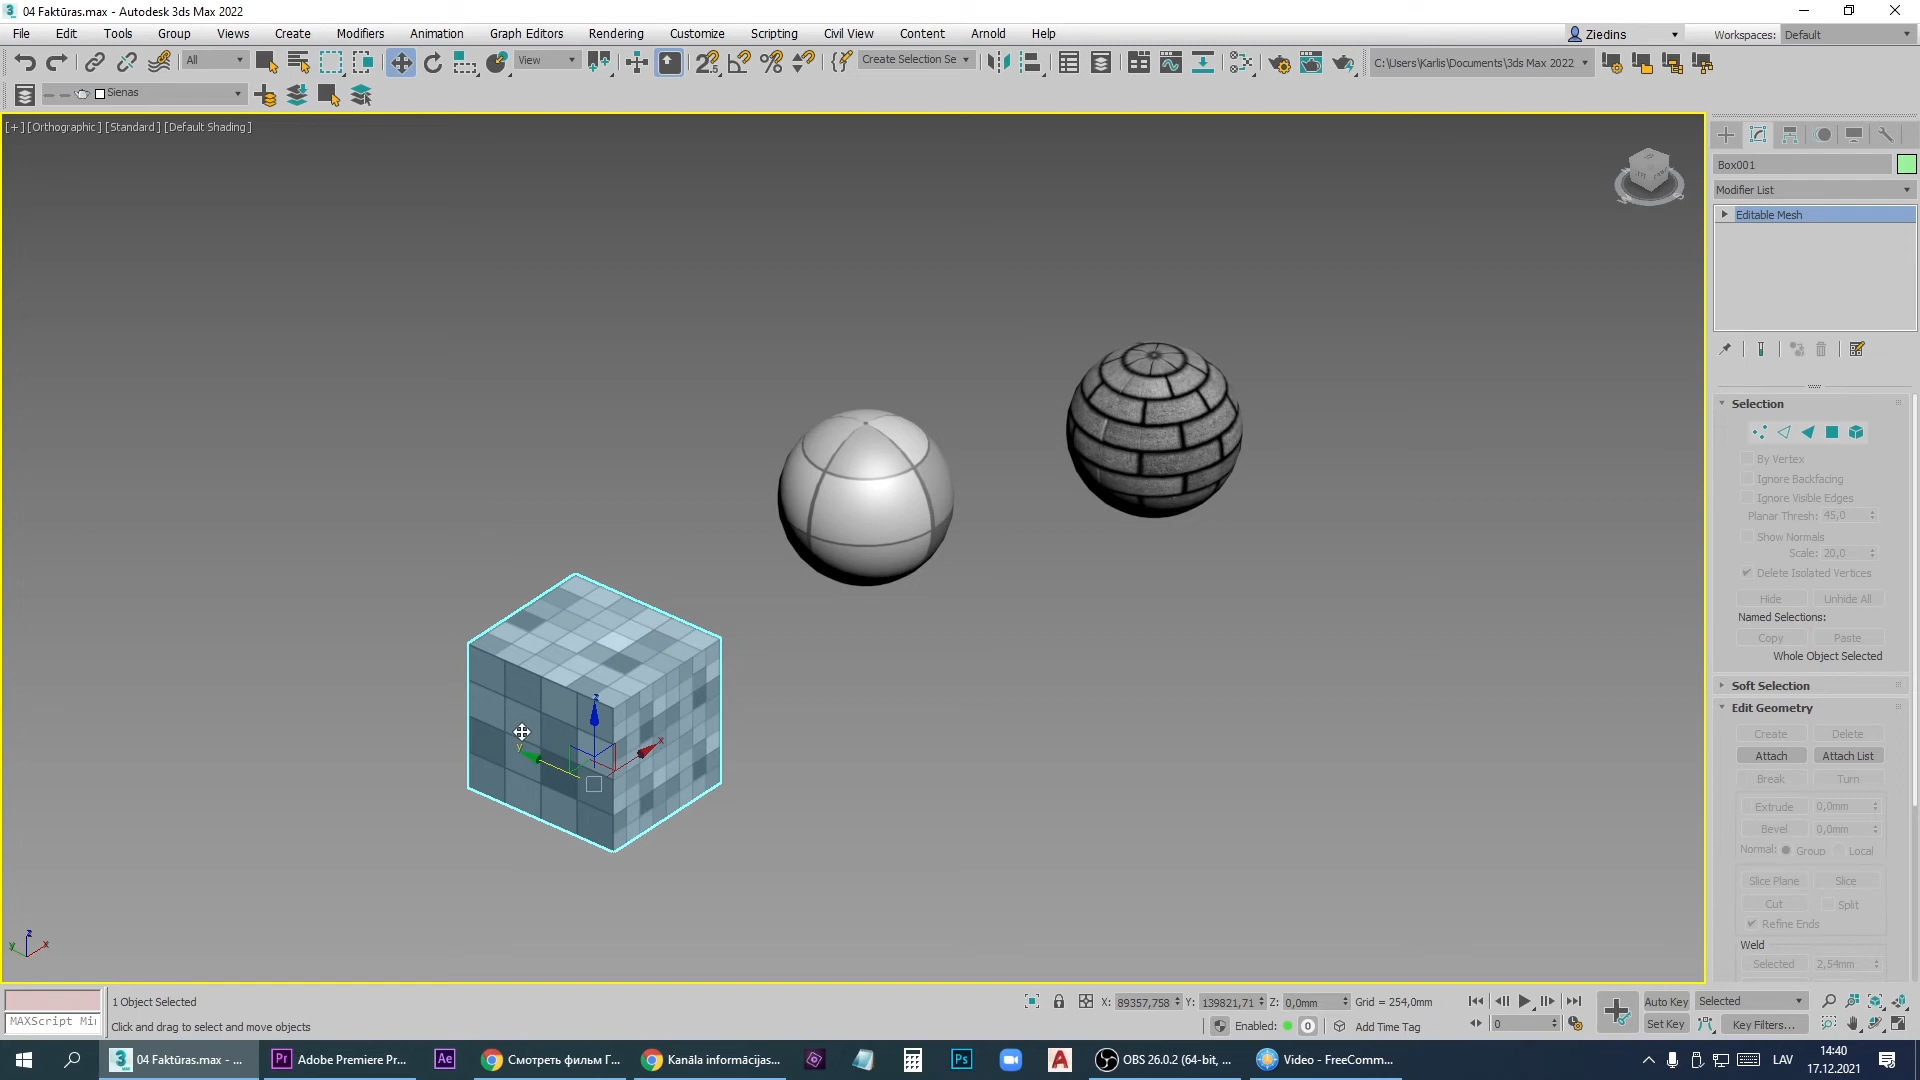 04 Faktūras.max - Autodesk 3ds Max 2022
File Edit Tools Group Views Create Modifiers Animation Graph Editors Rendering Customize Scripting Civil View Content Arnold Help
Ziedins
Workspaces: Default
All
View
Create Selection Se
C:\Users\Karlis\Documents\3ds Max 2022
Sienas
[+] [Orthographic] [Standard] [Default Shading]
Box001
Modifier List
Editable Mesh
Selection
By Vertex
Ignore Backfacing
Ignore Visible Edges
Planar Thresh: 45,0
Show Normals
Scale: 20,0
Delete Isolated Vertices
Hide Unhide All
Named Selections:
Copy Paste
Whole Object Selected
Soft Selection
Edit Geometry
Create Delete
Attach Attach List
Break Turn
Extrude 0,0mm
Bevel 0,0mm
Normal: Group Local
Slice Plane Slice
Cut Split
Refine Ends
Weld
Selected 2,54mm
z
x
y
z
y
x
1 Object Selected
MAXScript Mi
Click and drag to select and move objects
X: 89357,758 Y: 139821,71 Z: 0,0mm Grid = 254,0mm
Enabled: 0 Add Time Tag
0
Auto Key Selected
Set Key Key Filters...
04 Faktūras.max - ...
Adobe Premiere Pr...
Смотреть фильм Г...
Kanāla informācijas...
OBS 26.0.2 (64-bit, ...
Video - FreeComm...
LAV
14:40
17.12.2021